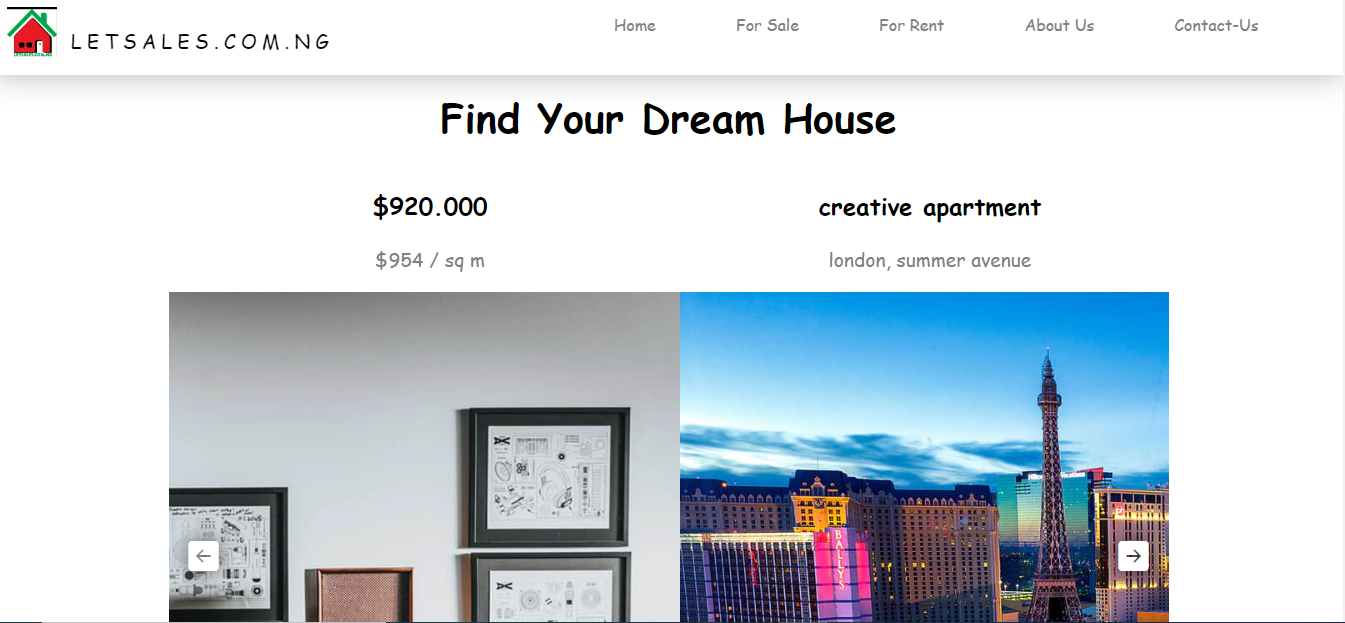 LETSALES.COM.NG
Home For Sale For Rent About Us Contact-Us
Find Your Dream House
$920.000 creative apartment
$954 / sq m london, summer avenue
BALLYS